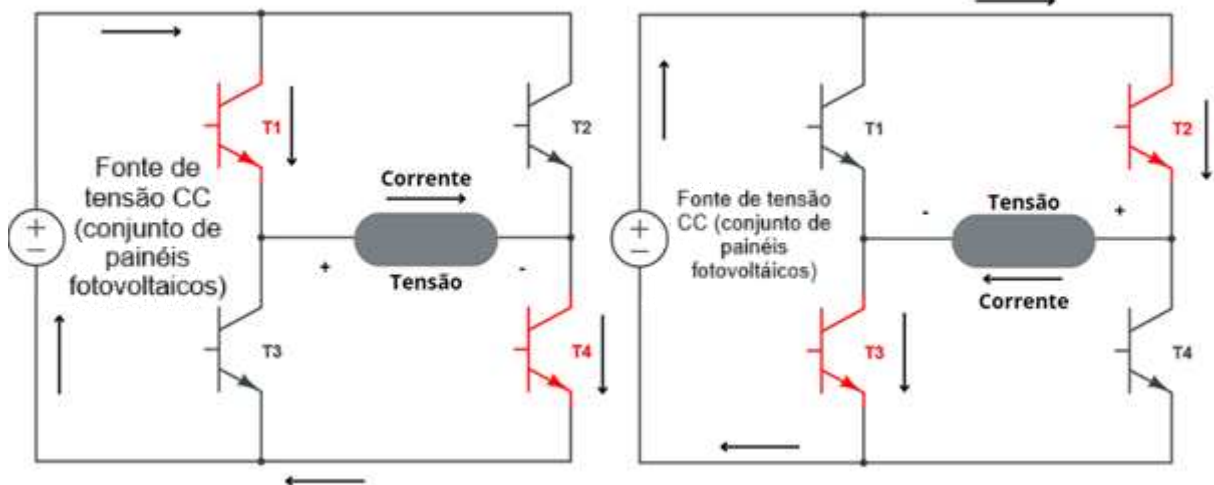 T1
T2
Fonte de
tensão CC
(conjunto de
painéis
fotovoltaicos)
Corrente
+
-
Tensão
+
-
T3
T4
T1
T2
Fonte de tensão
CC (conjunto de
painéis
fotovoltáicos)
Tensão
-
+
Corrente
+
-
T3
T4